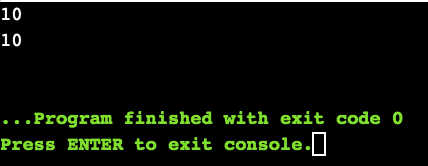 10
10
...Program finished with exit code 0
Press ENTER to exit console.